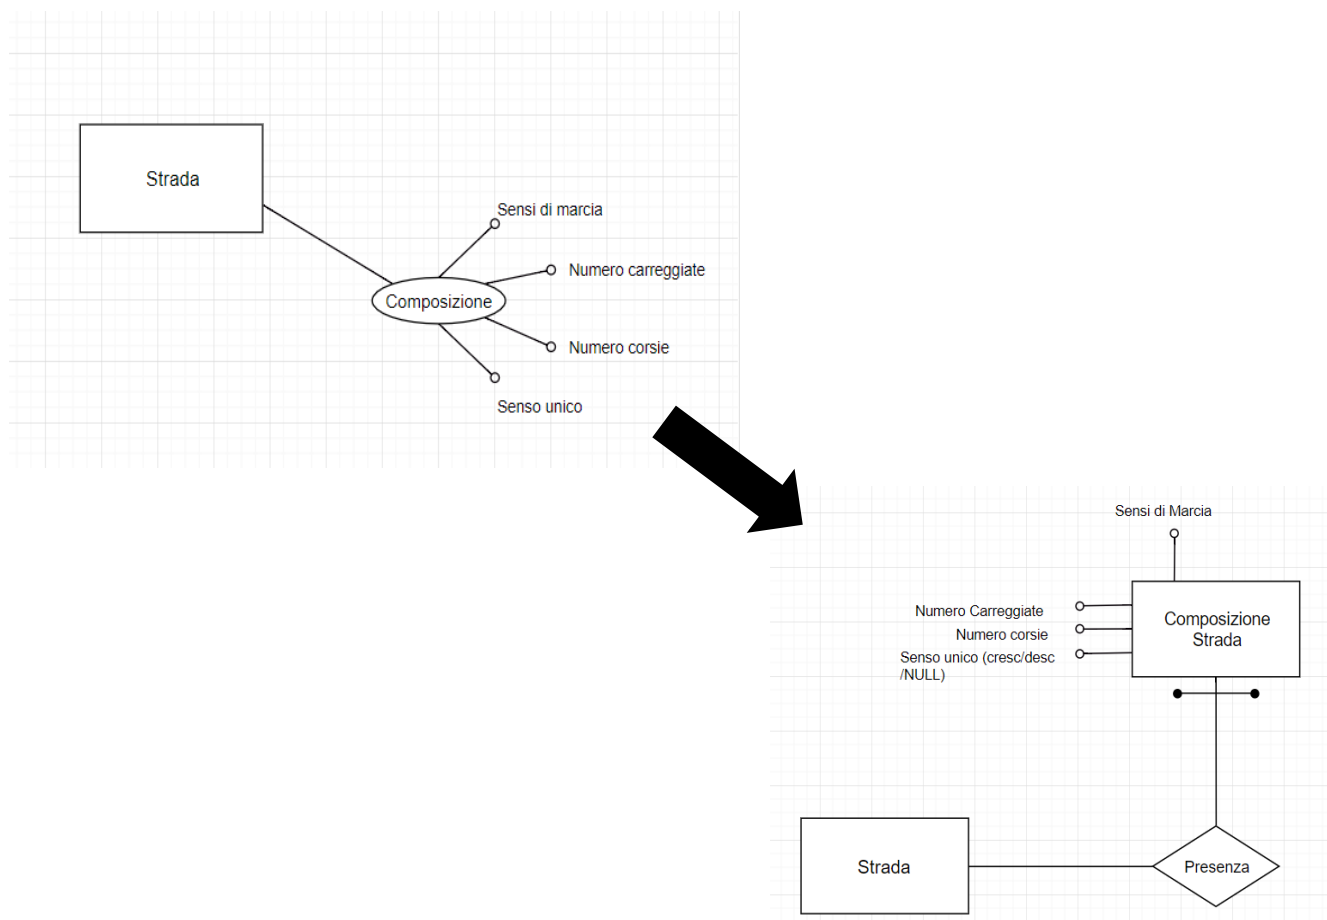 Strada
Sensi di marcia
Numero carreggiate
Composizione
Numero corsie
Senso unico
Sensi di Marcia
Numero Carreggiate
Numero corsie
Senso unico (cresc/desc
/NULL)
Composizione
Strada
Strada
Presenza